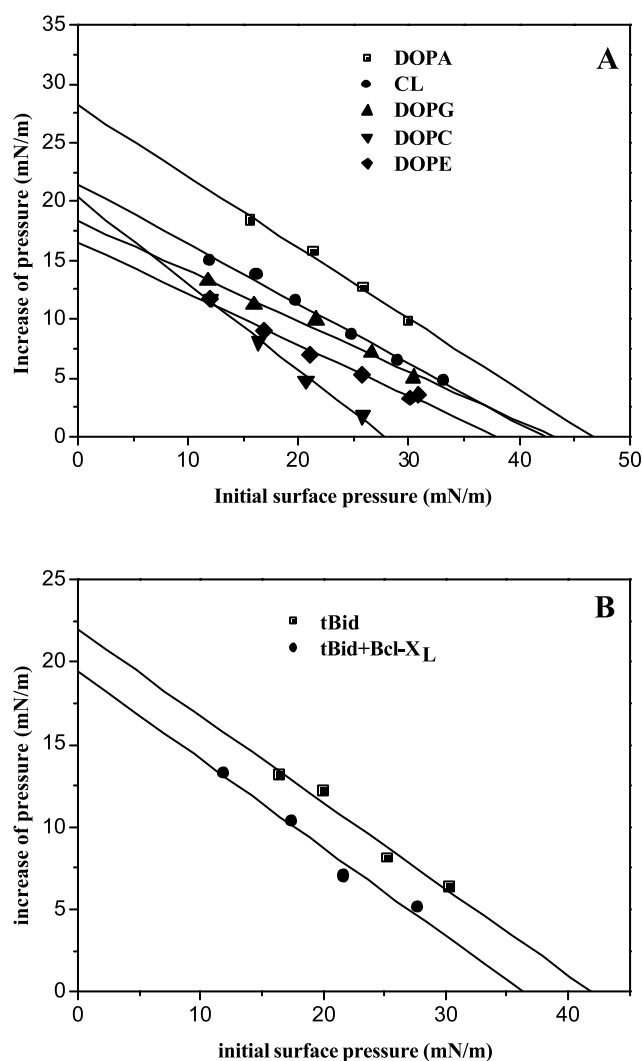 A
DOPA
CL
DOPG
DOPC
DOPE
35
30
25
20
15
10
5
0
10
20
30
40
50
Increase of pressure (mN/m)
Initial surface pressure (mN/m)
B
tBid
tBid+Bcl-XL
25
20
15
10
5
0
0
10
20
30
40
increase of pressure (mN/m)
initial surface pressure (mN/m)